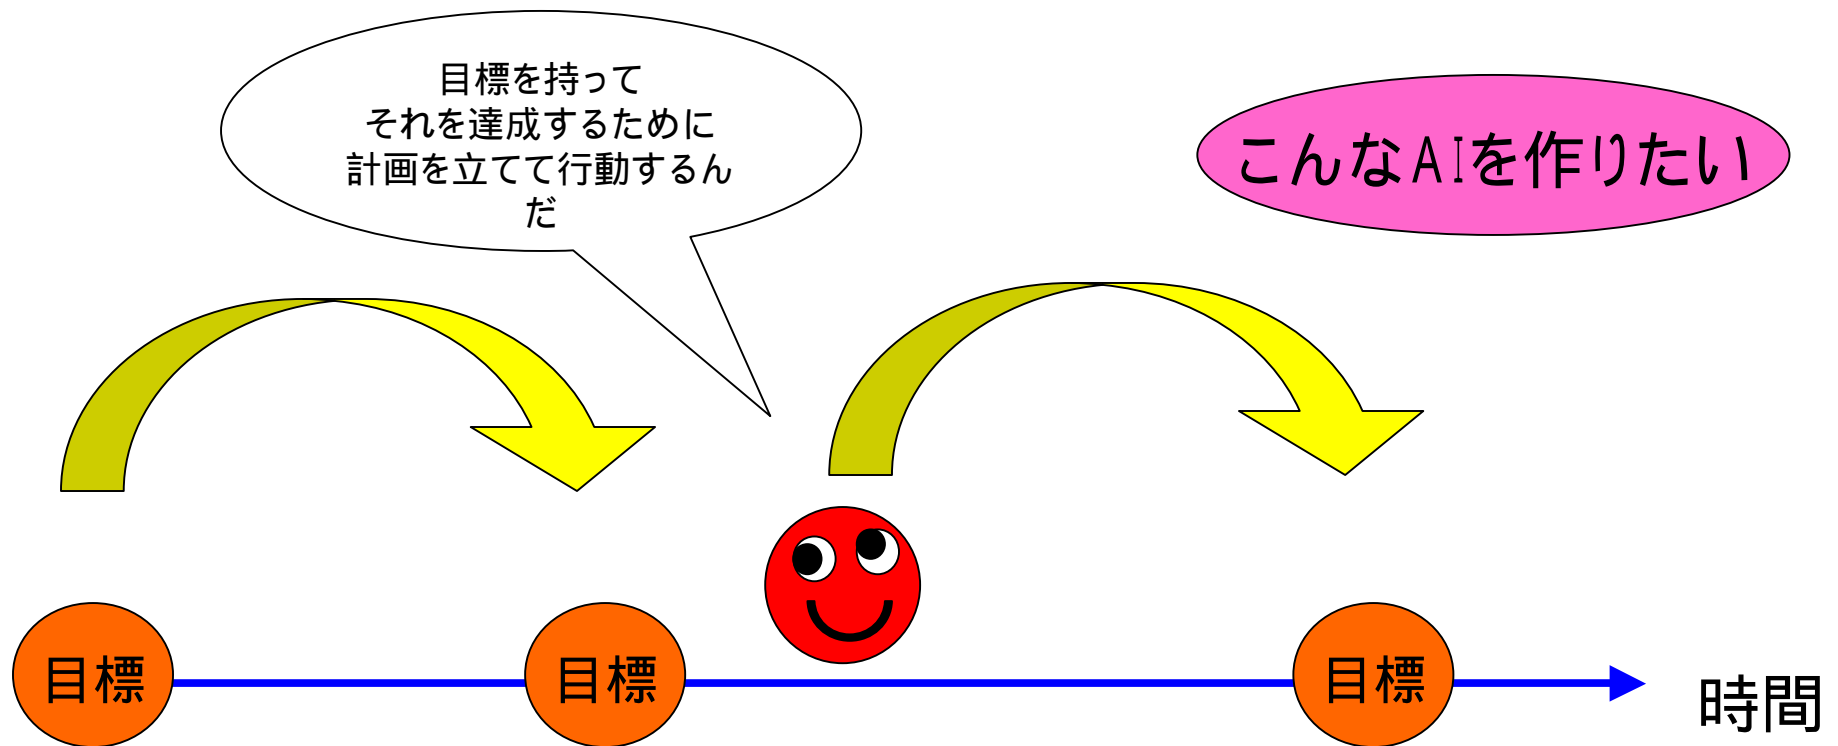 目標を持って
それを達成するために
計画を立てて行動するん
だ
こんなAIを作りたい
目標
目標
目標
時間